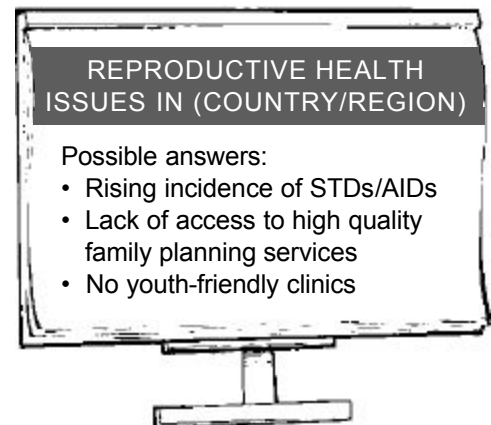 REPRODUCTIVE HEALTH
ISSUES IN (COUNTRY/REGION)
Possible answers:
• Rising incidence of STDs/AIDs
• Lack of access to high quality
family planning services
• No youth-friendly clinics